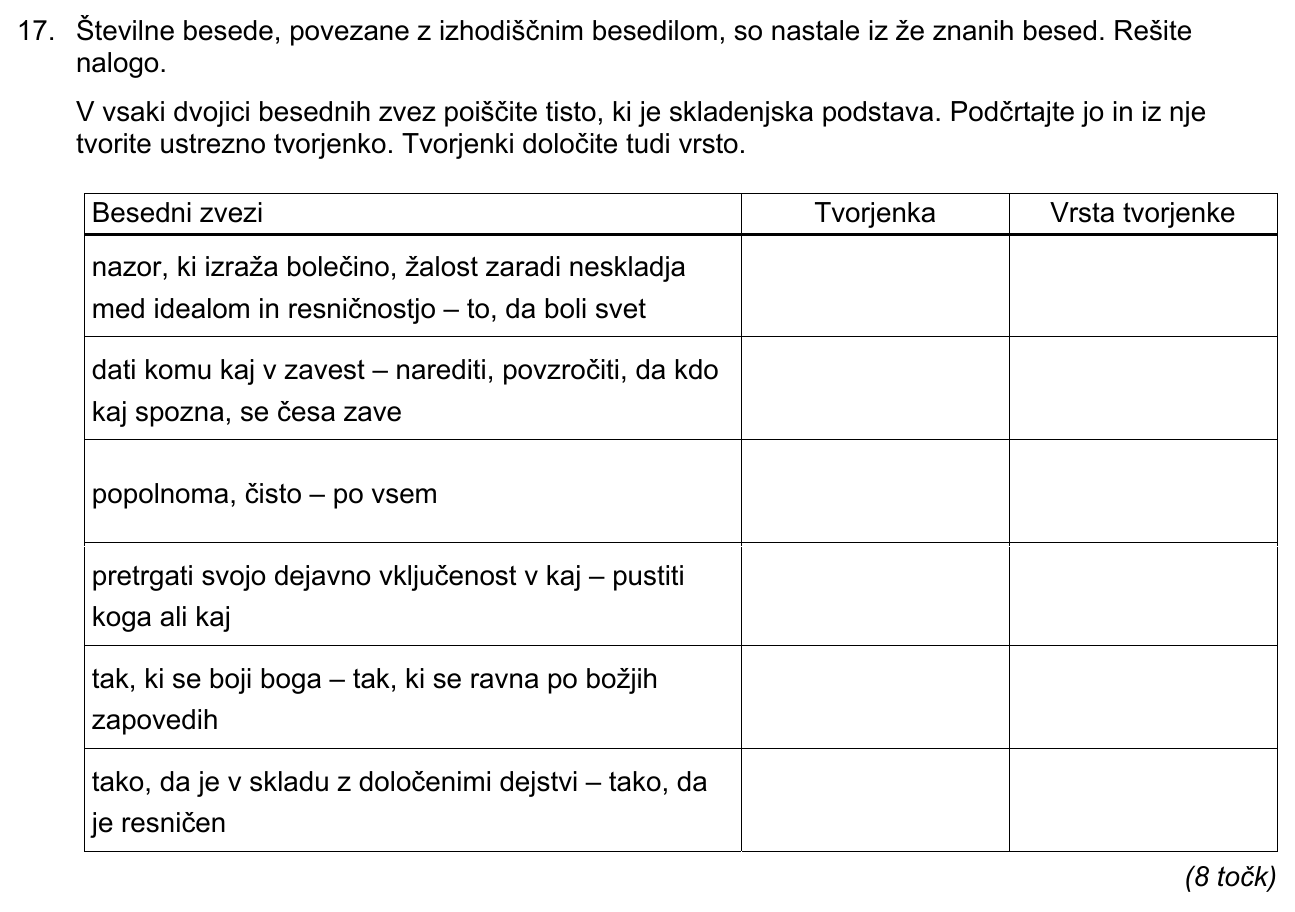 17. Številne besede, povezane z izhodiščnim besedilom, so nastale iz že znanih besed. Rešite
nalogo.
V vsaki dvojici besednih zvez poiščite tisto, ki je skladenjska podstava. Podčrtajte jo in iz nje
tvorite ustrezno tvorjenko. Tvorjenki določite tudi vrsto.
Besedni zvezi Tvorjenka Vrsta tvorjenke
nazor, ki izraža bolečino, žalost zaradi neskladja
med idealom in resničnostjo – to, da boli svet
dati komu kaj v zavest – narediti, povzročiti, da kdo
kaj spozna, se česa zave
popolnoma, čisto – po vsem
pretrgati svojo dejavno vključenost v kaj – pustiti
koga ali kaj
tak, ki se boji boga – tak, ki se ravna po božjih
zapovedih
tako, da je v skladu z določenimi dejstvi – tako, da
je resničen
(8 točk)